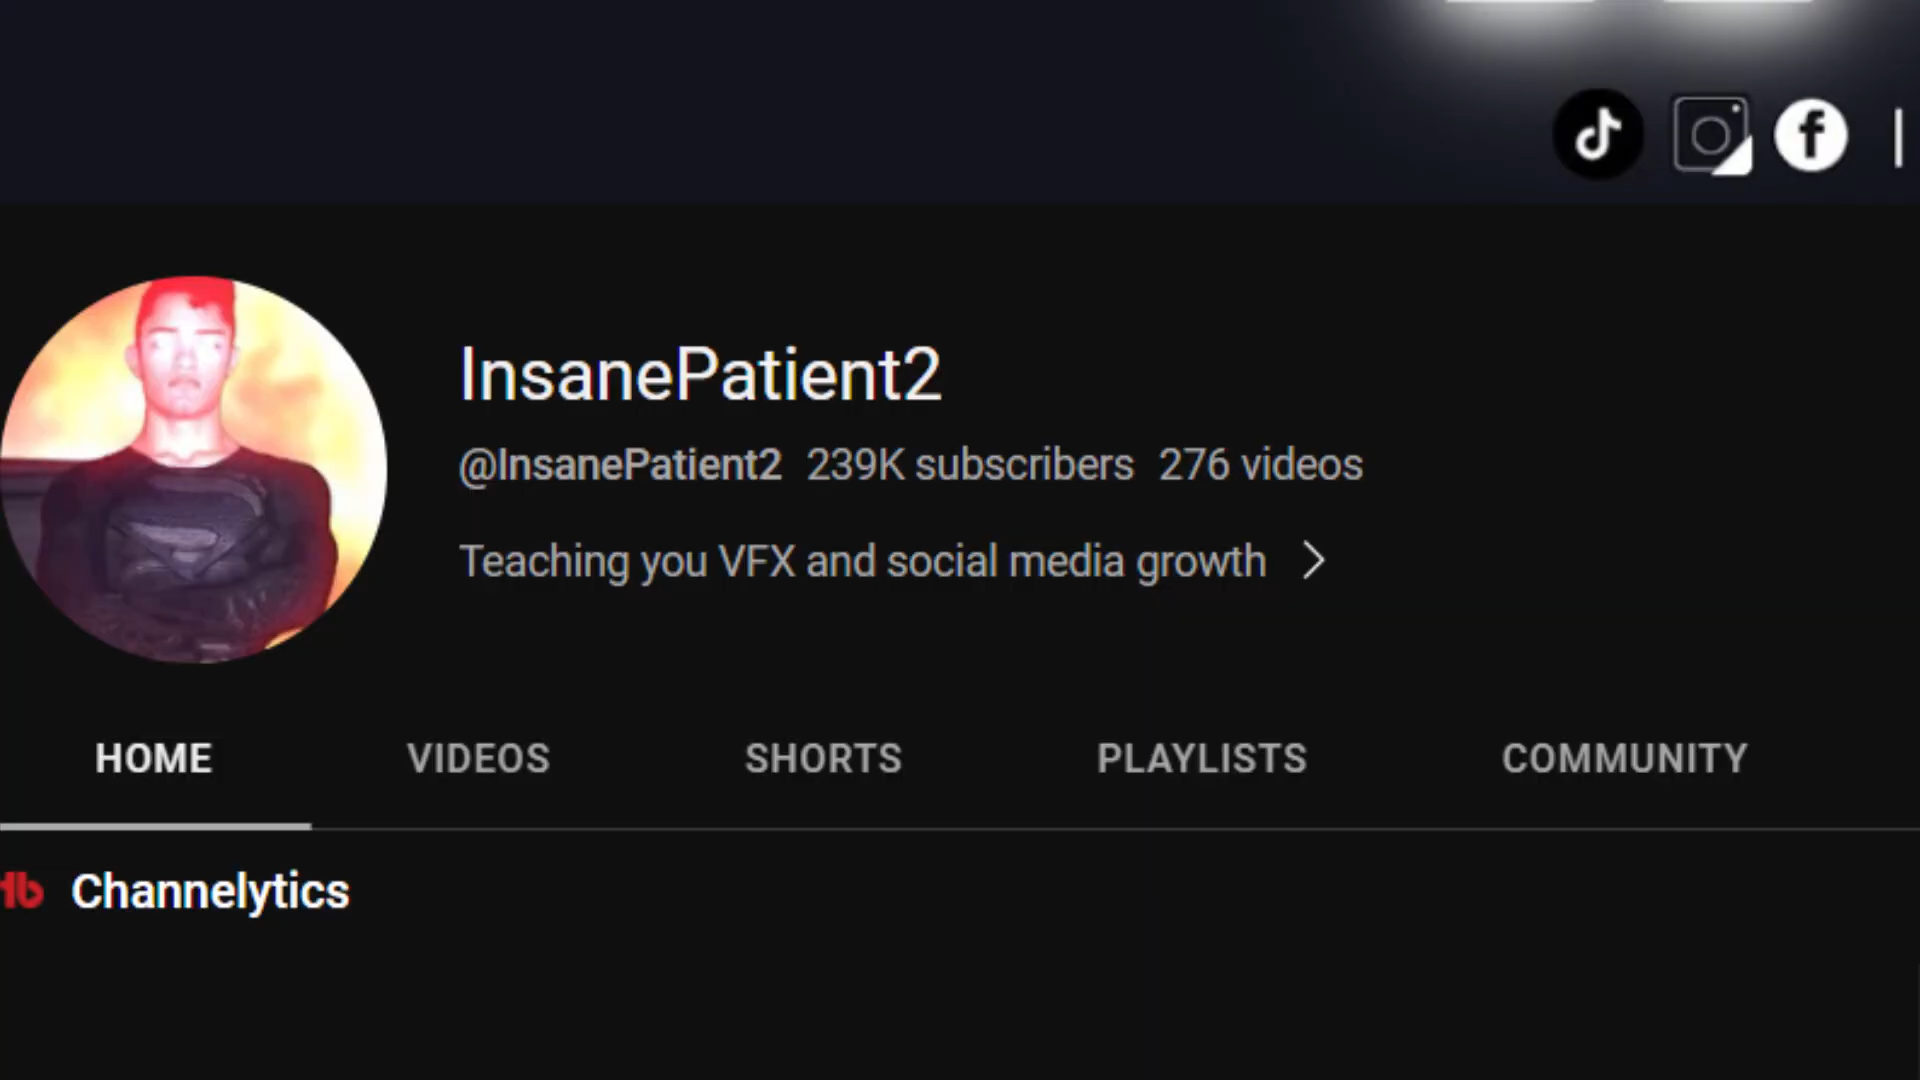 InsanePatient2
@InsanePatient2 239K subscribers 276 videos
Teaching you VFX and social media growth
HOME VIDEOS SHORTS PLAYLISTS COMMUNITY
Channelytics